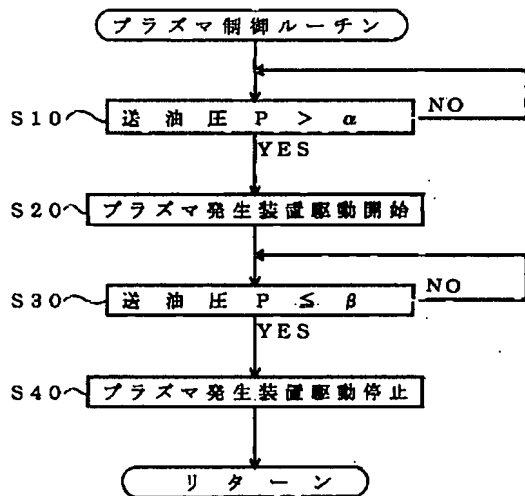 プラズマ制御ルーチン
S10 送油圧P > α NO
YES
S20 プラズマ発生装置駆動開始
S30 送油圧P ≦ β NO
YES
S40 プラズマ発生装置駆動停止
リターン